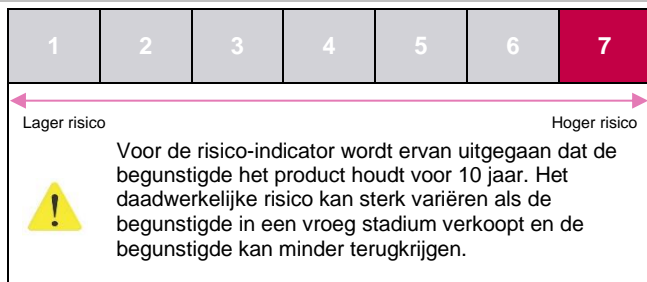 1 2 3 4 5 6 7
Lager risico Hoger risico
Voor de risico-indicator wordt ervan uitgegaan dat de
begunstigde het product houdt voor 10 jaar. Het
daadwerkelijke risico kan sterk variëren als de
begunstigde in een vroeg stadium verkoopt en de
begunstigde kan minder terugkrijgen.